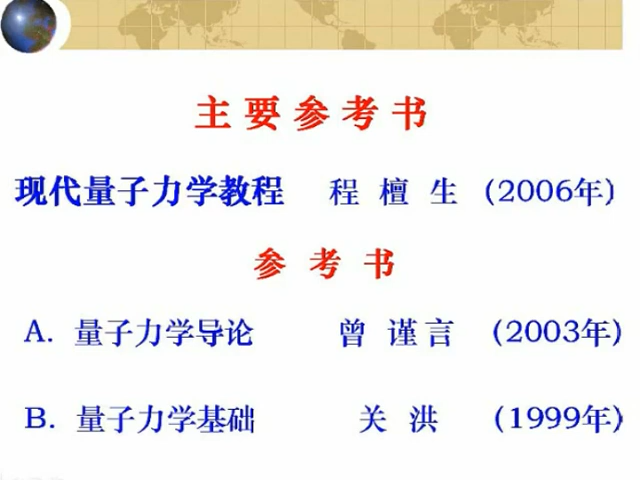 主要参考书
现代量子力学教程 程檀生 (2006年)
参考书
A. 量子力学导论 曾谨言 (2003年)
B. 量子力学基础 关洪 (1999年)